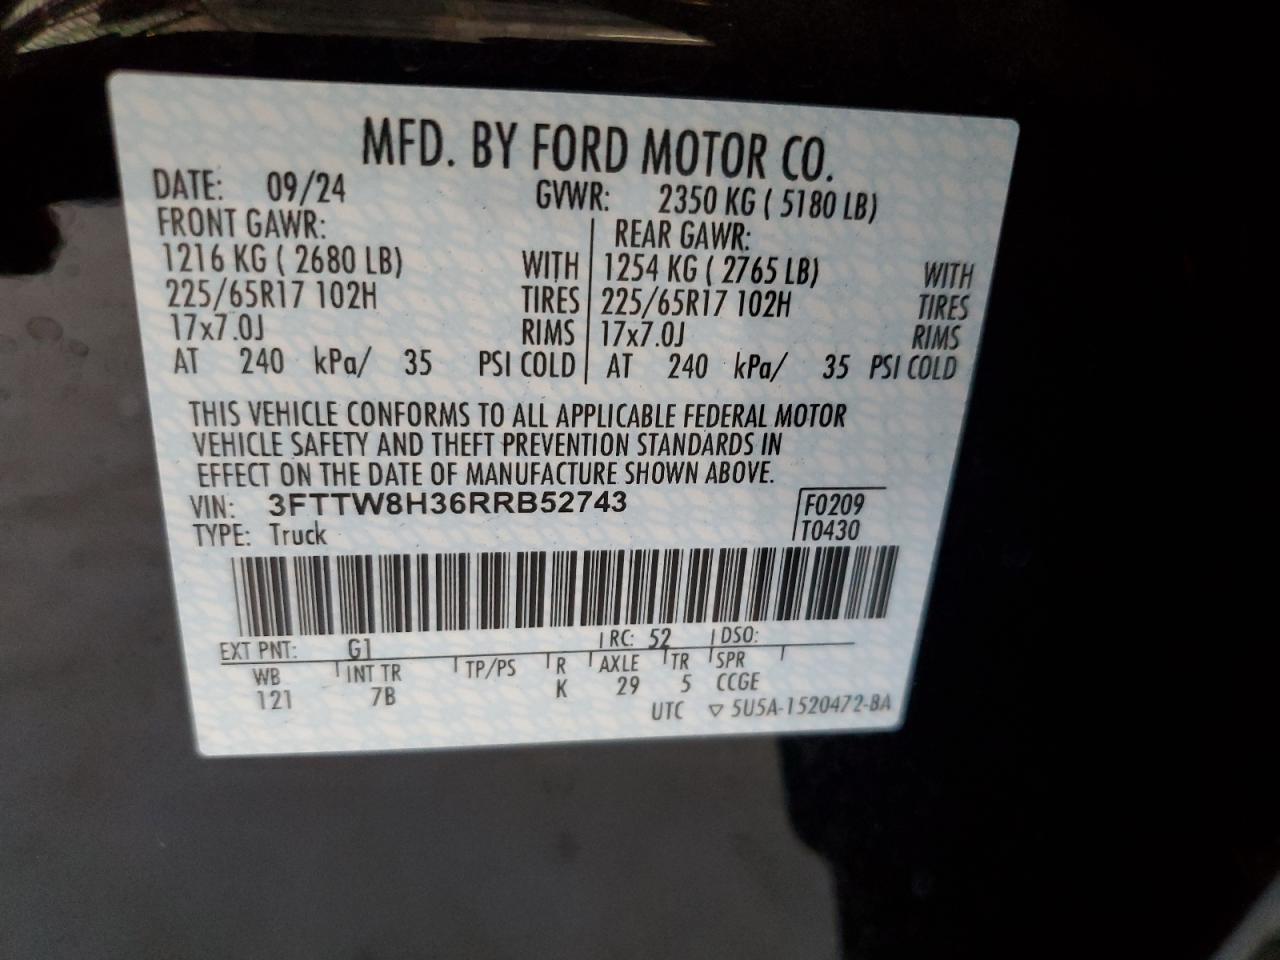 MFD. BY FORD MOTOR CO.
DATE: 09/24 GVWR: 2350 KG ( 5180 LB)
FRONT GAWR: REAR GAWR:
1216 KG ( 2680 LB) WITH 1254 KG ( 2765 LB) WITH
225/65R17 102H TIRES 225/65R17 102H TIRES
17x7.0J RIMS 17x7.0J RIMS
AT 240 kPa/ 35 PSI COLD AT 240 kPa/ 35 PSI COLD
THIS VEHICLE CONFORMS TO ALL APPLICABLE FEDERAL MOTOR
VEHICLE SAFETY AND THEFT PREVENTION STANDARDS IN
EFFECT ON THE DATE OF MANUFACTURE SHOWN ABOVE.
VIN: 3FTTW8H36RRB52743 F0209
TYPE: Truck T0430
EXT PNT: G1 RC: 52 DSO:
WB INT TR TP/PS R AXLE TR SPR
121 7B K 29 5 CCGE
UTC ▽ 5U5A-1520472-BA